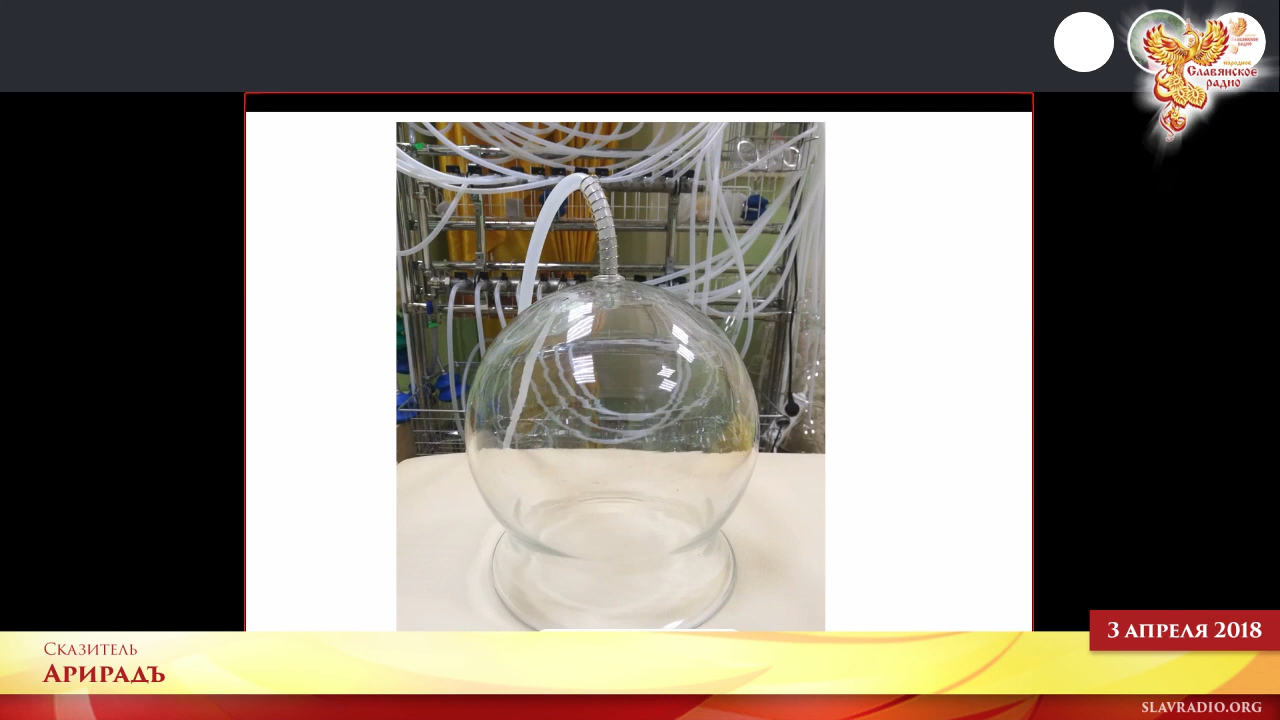 народное
Славянское
радио
3 АПРЕЛЯ 2018
Сказитель
Арирадъ
SLAVRADIO.ORG